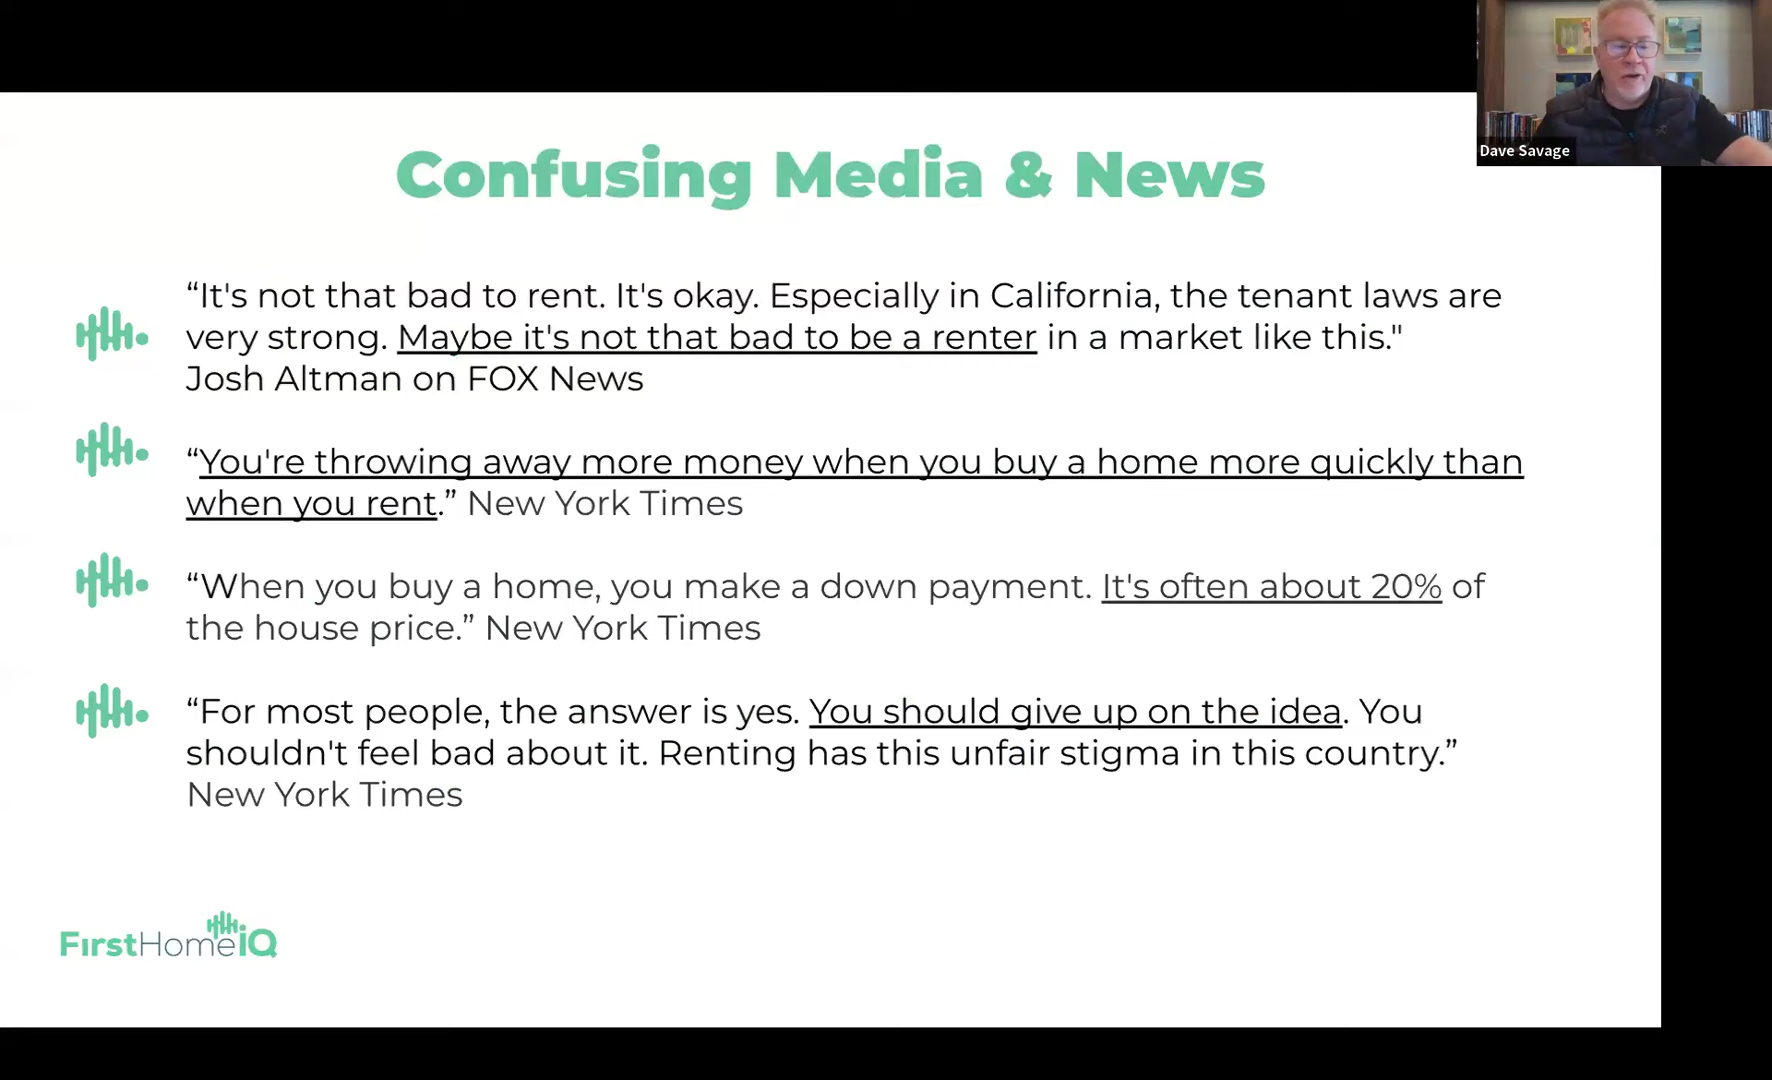 Dave Savage
Confusing Media & News
“It's not that bad to rent. It's okay. Especially in California, the tenant laws are
very strong. Maybe it's not that bad to be a renter in a market like this."
Josh Altman on FOX News
“You're throwing away more money when you buy a home more quickly than
when you rent.” New York Times
“When you buy a home, you make a down payment. It's often about 20% of
the house price.” New York Times
“For most people, the answer is yes. You should give up on the idea. You
shouldn't feel bad about it. Renting has this unfair stigma in this country.”
New York Times
FirstHomeiQ